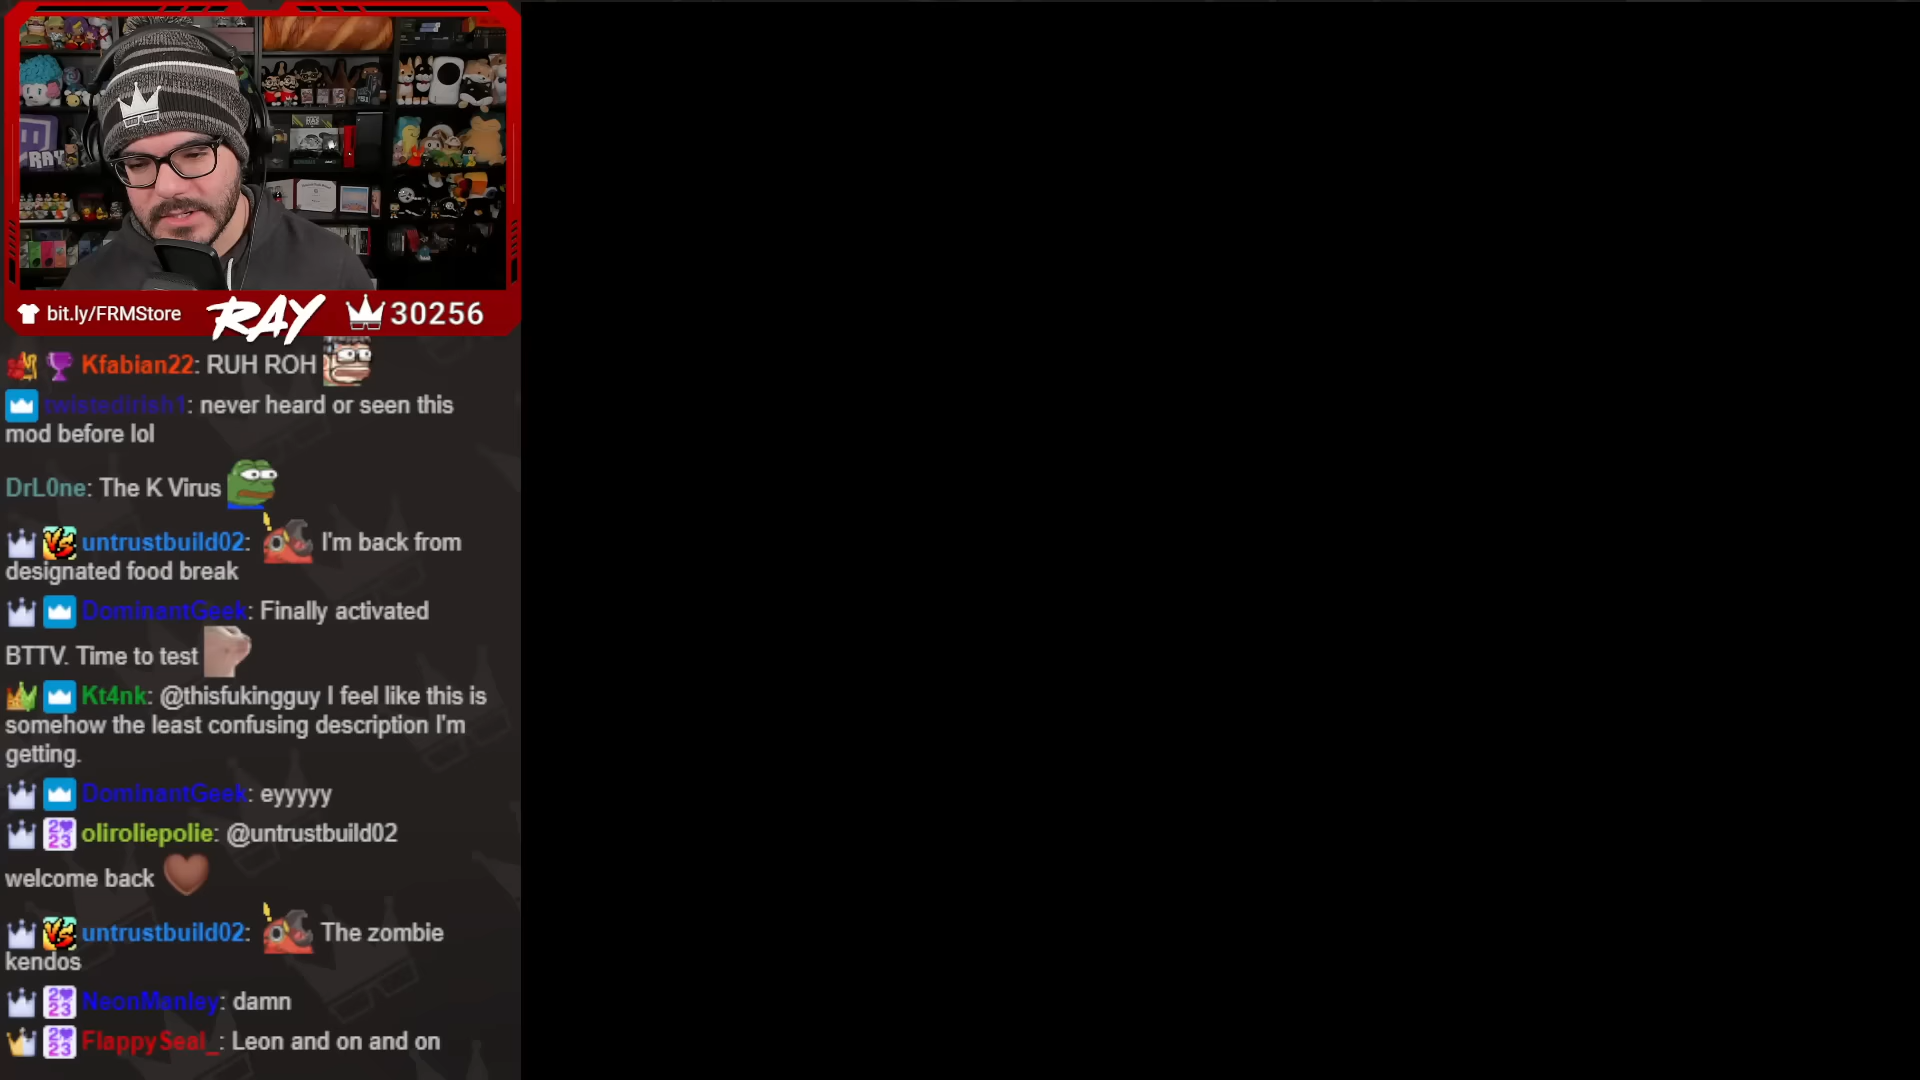 RAY
bit.ly/FRMStore RAY 30256
Kfabian22: RUH ROH
twistedirish1: never heard or seen this
mod before lol
DrL0ne: The K Virus
untrustbuild02: I'm back from
designated food break
DominantGeek: Finally activated
BTTV. Time to test
Kt4nk: @thisfukingguy I feel like this is
somehow the least confusing description I'm
getting.
DominantGeek: eyyyyy
oliroliepolie: @untrustbuild02
welcome back
untrustbuild02: The zombie
kendos
NeonManley: damn
FlappySeal_: Leon and on and on